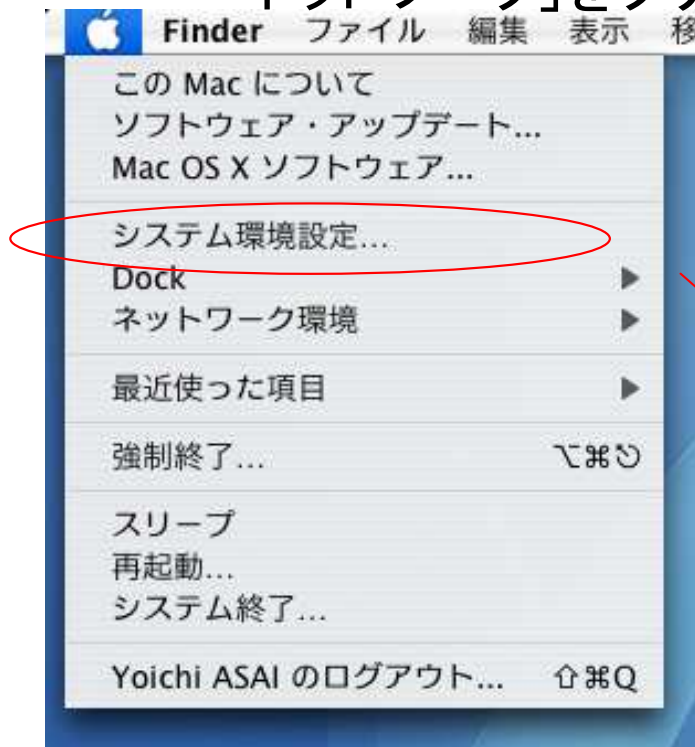 Finder ファイル 編集 表示 移
この Mac について
ソフトウェア・アップデート...
Mac OS X ソフトウェア...
システム環境設定...
Dock ▶
ネットワーク環境 ▶
最近使った項目 ▶
強制終了... ⌥⌘⎋
スリープ
再起動...
システム終了...
Yoichi ASAI のログアウト... ⇧⌘Q